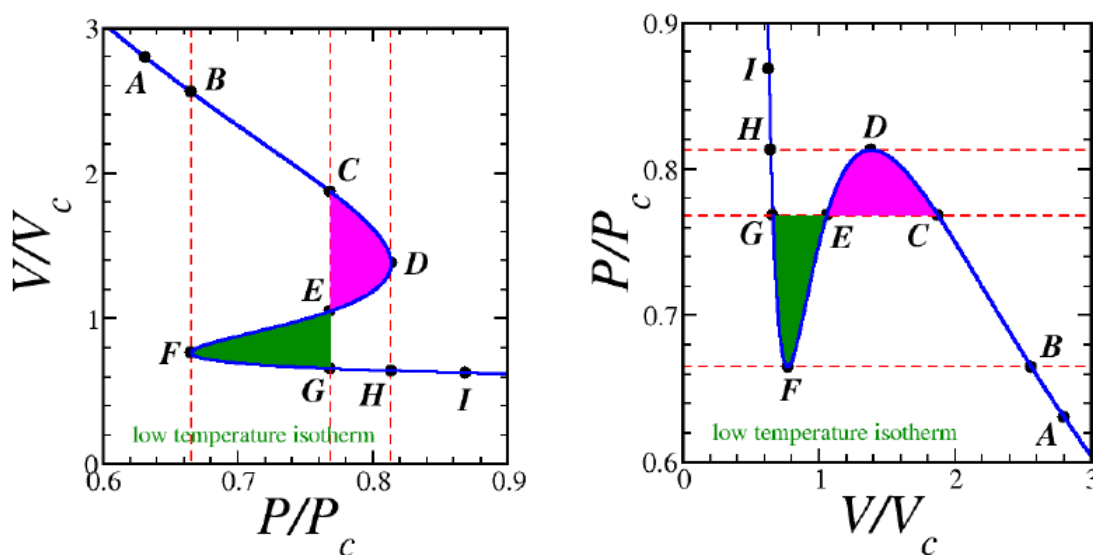 3
2
1
0
0.6
0.7
0.8
0.9
V/V_c
P/P_c
A
B
C
D
E
F
G
H
I
low temperature isotherm
0.9
0.8
0.7
0.6
0
1
2
3
P/P_c
V/V_c
I
H
D
G
E
C
F
B
A
low temperature isotherm